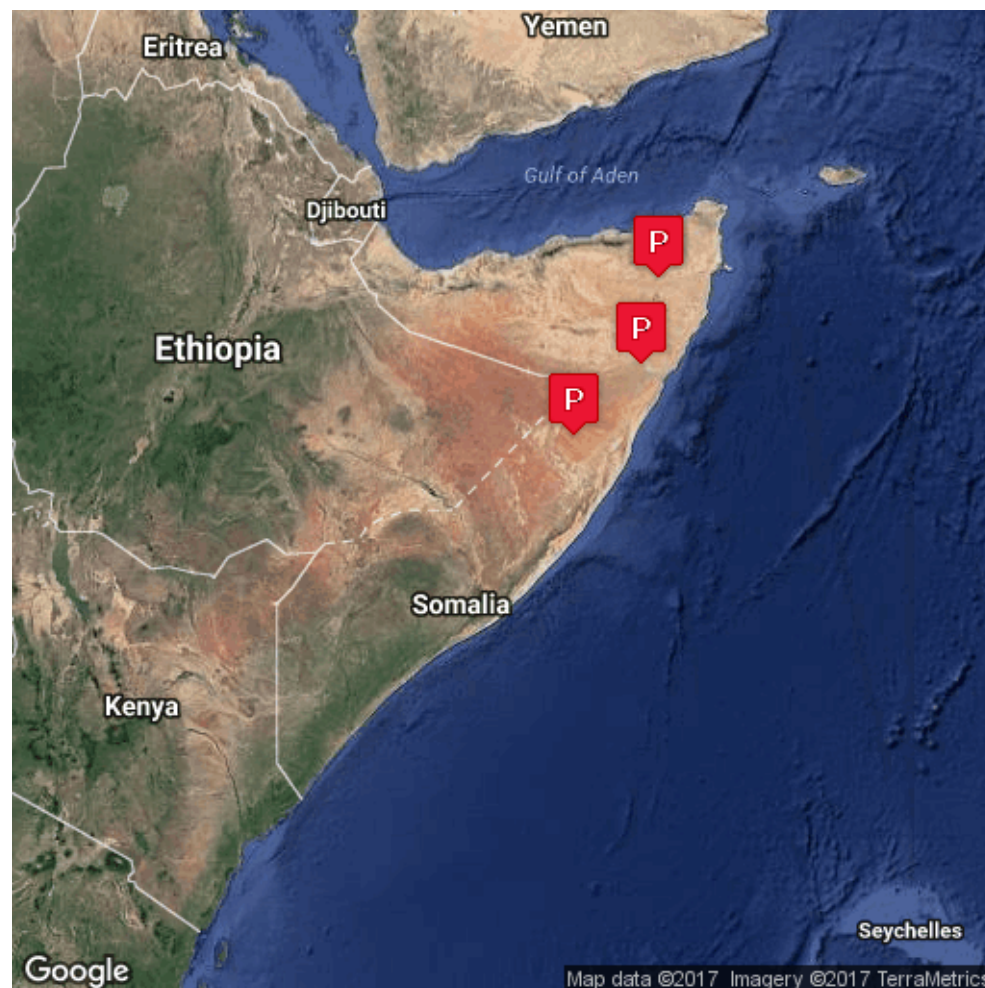 Yemen
Eritrea
Gulf of Aden
Djibouti
P
P
Ethiopia
P
Somalia
Kenya
Seychelles
Google
Map data ©2017 Imagery ©2017 TerraMetrics